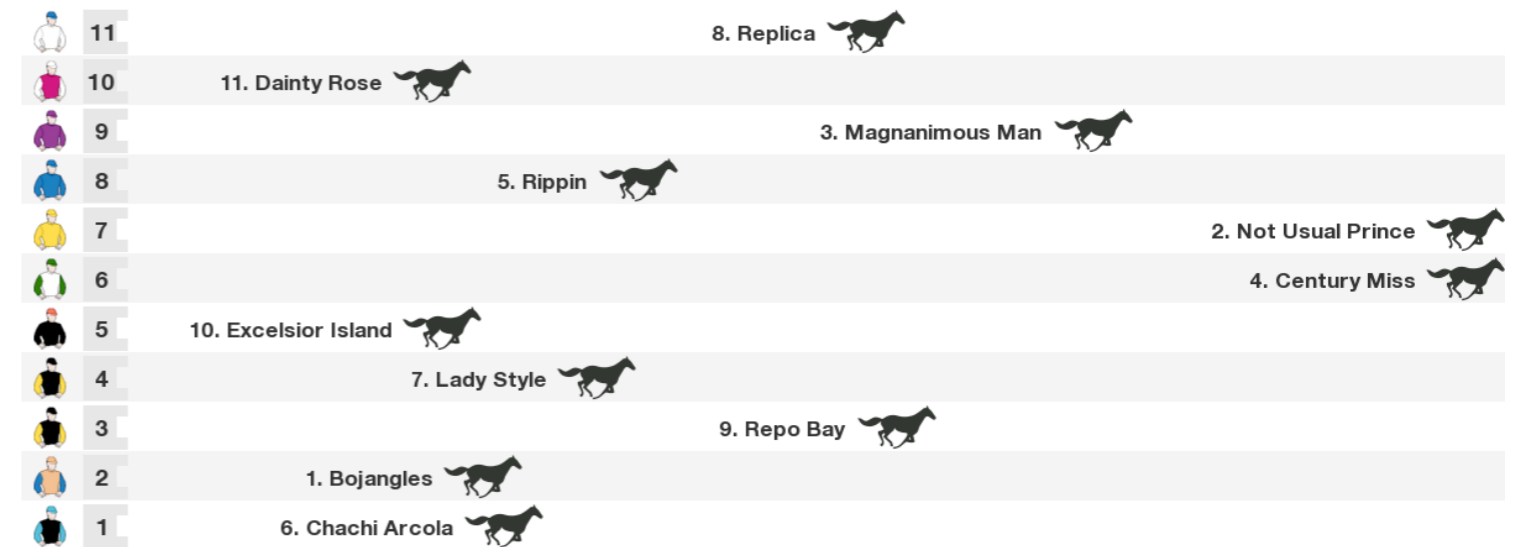 11 8. Replica
10 11. Dainty Rose
9 3. Magnanimous Man
8 5. Rippin
7 2. Not Usual Prince
6 4. Century Miss
5 10. Excelsior Island
4 7. Lady Style
3 9. Repo Bay
2 1. Bojangles
1 6. Chachi Arcola